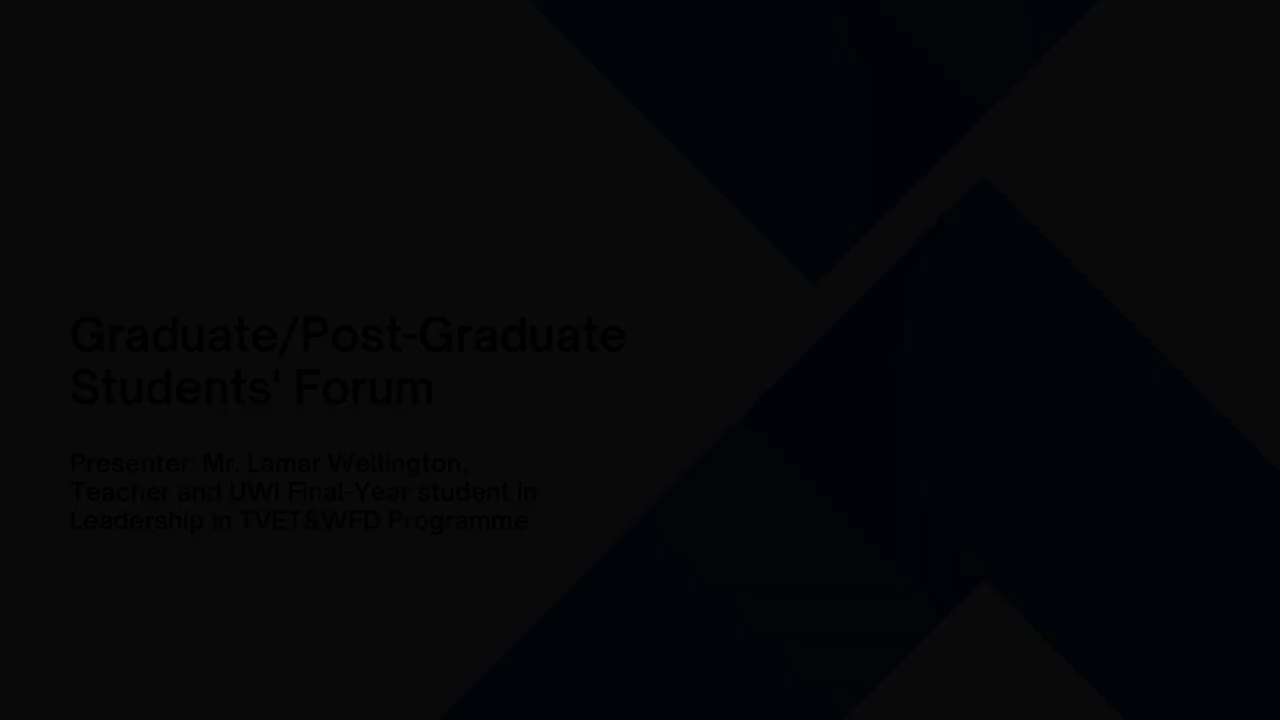 Graduate/Post-Graduate
Students' Forum
Presenter: Mr. Lamar Wellington,
Teacher and UWI Final-Year student in
Leadership in TVET&WFD Programme